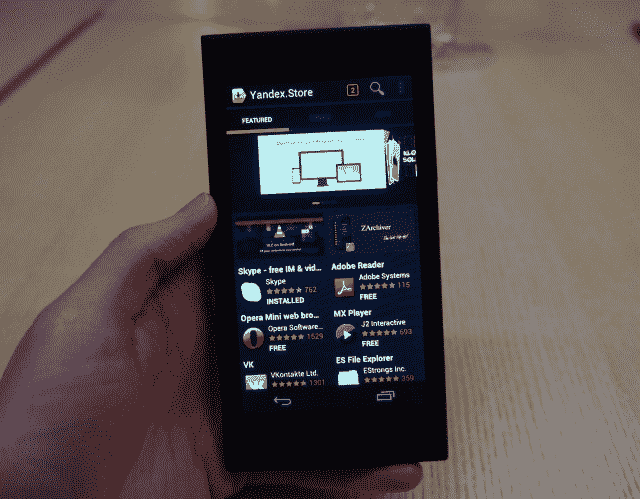 Yandex.Store
2
FEATURED
ZArchiver
Skype - free IM & vid...
Skype
762
INSTALLED
Adobe Reader
Adobe Systems
115
FREE
Opera Mini web bro...
Opera Software...
1529
FREE
MX Player
J2 Interactive
693
FREE
VK
VKontakte Ltd.
1301
ES File Explorer
EStrongs Inc.
359